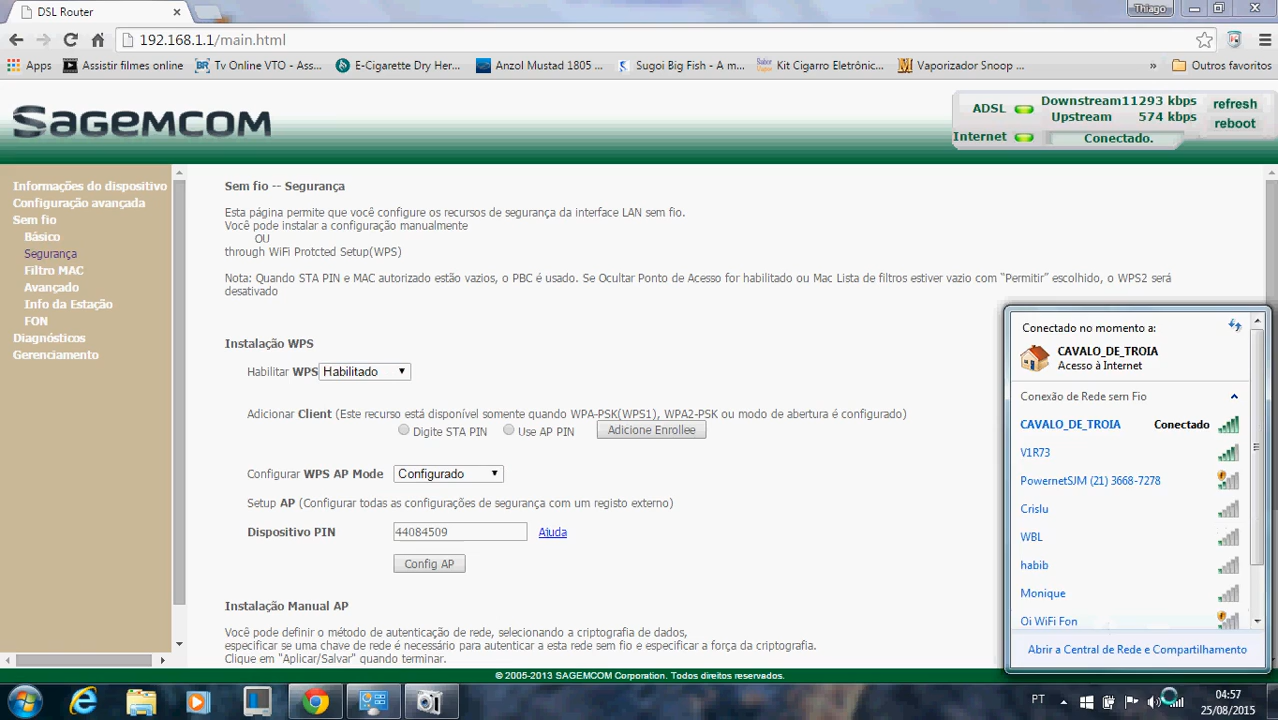 DSL Router
Thiago
192.168.1.1/main.html
Apps
Assistir filmes online
Tv Online VTO - Ass...
E-Cigarette Dry Her...
Anzol Mustad 1805 ...
Sugoi Big Fish - A m...
Kit Cigarro Eletrônic...
Vaporizador Snoop ...
»
Outros favoritos
SAGEMCOM
ADSL
Downstream 11293 kbps
Upstream 574 kbps
refresh
reboot
Internet
Conectado.
Informações do dispositivo
Configuração avançada
Sem fio
Básico
Segurança
Filtro MAC
Avançado
Info da Estação
FON
Diagnósticos
Gerenciamento
Sem fio -- Segurança
Esta página permite que você configure os recursos de segurança da interface LAN sem fio.
Você pode instalar a configuração manualmente
OU
through WiFi Protcted Setup(WPS)
Nota: Quando STA PIN e MAC autorizado estão vazios, o PBC é usado. Se Ocultar Ponto de Acesso for habilitado ou Mac Lista de filtros estiver vazio com "Permitir" escolhido, o WPS2 será
desativado
Instalação WPS
Habilitar WPS Habilitado
Adicionar Client (Este recurso está disponível somente quando WPA-PSK(WPS1), WPA2-PSK ou modo de abertura é configurado)
Digite STA PIN Use AP PIN Adicione Enrollee
Configurar WPS AP Mode Configurado
Setup AP (Configurar todas as configurações de segurança com um registo externo)
Dispositivo PIN 44084509 Ajuda
Config AP
Instalação Manual AP
Você pode definir o método de autenticação de rede, selecionando a criptografia de dados,
especificar se uma chave de rede é necessário para autenticar a esta rede sem fio e especificar a força da criptografia.
Clique em "Aplicar/Salvar" quando terminar.
Conectado no momento a:
CAVALO_DE_TROIA
Acesso à Internet
Conexão de Rede sem Fio
CAVALO_DE_TROIA Conectado
V1R73
PowernetSJM (21) 3668-7278
Crislu
WBL
habib
Monique
Oi WiFi Fon
Abrir a Central de Rede e Compartilhamento
© 2005-2013 SAGEMCOM Corporation. Todos direitos reservados.
PT
04:57
25/08/2015